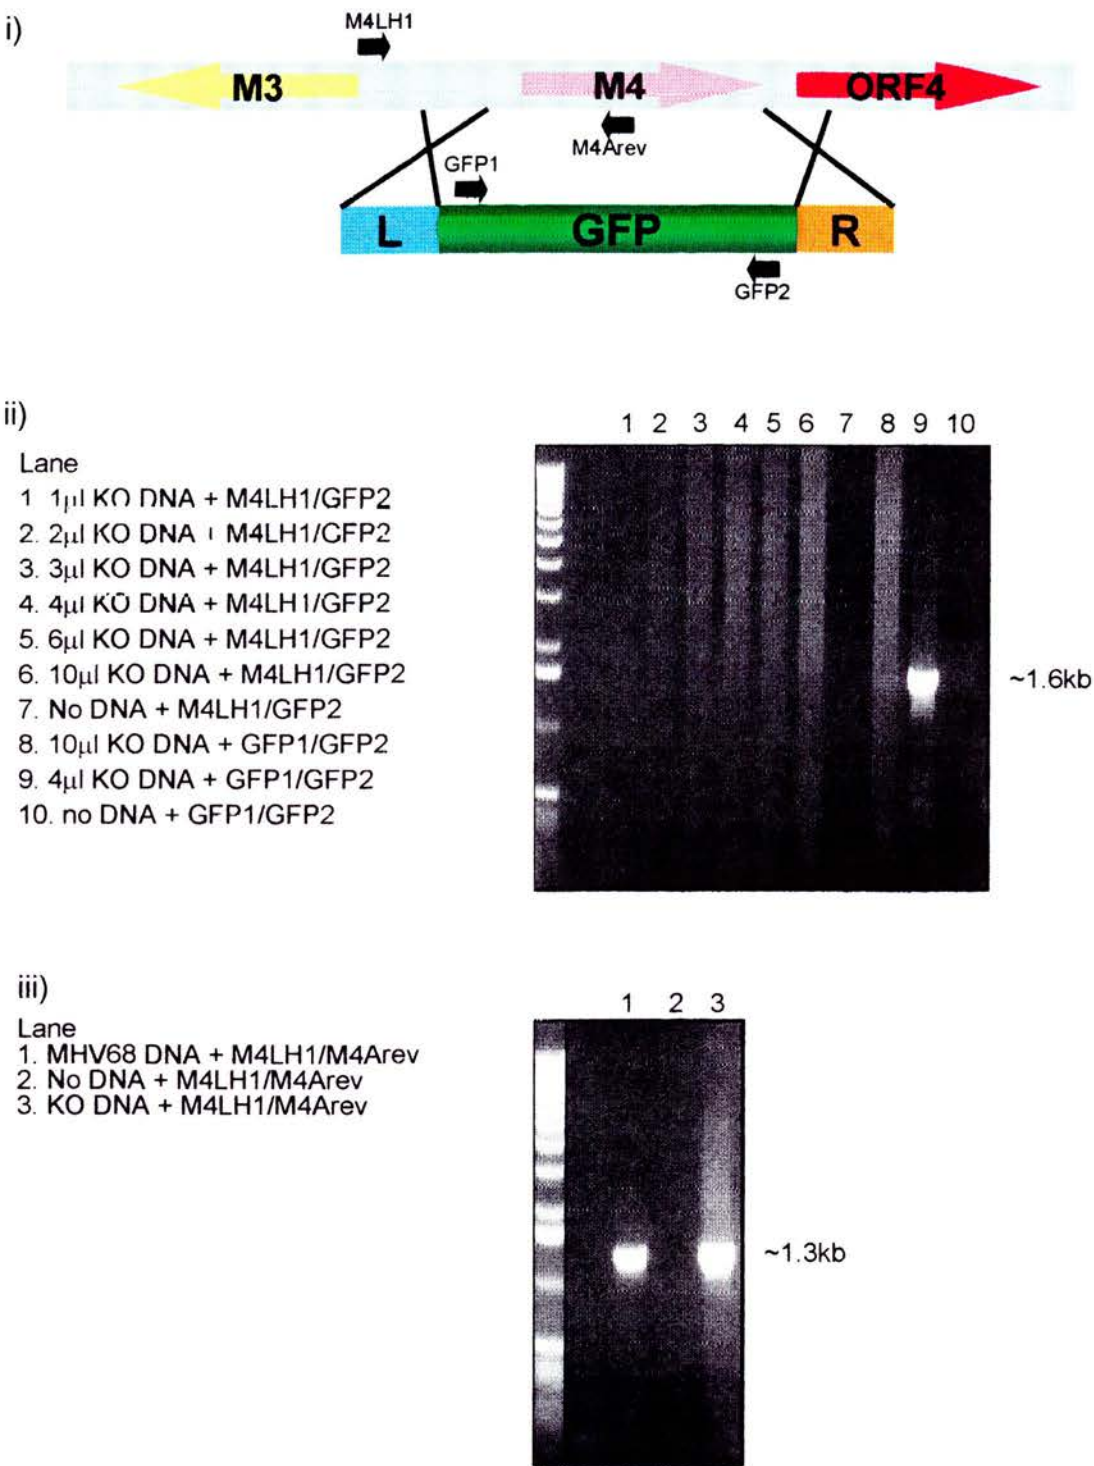 i)
M4LH1
M3
M4
ORF4
M4Arev
GFP1
L
GFP
R
GFP2
ii)
1 2 3 4 5 6 7 8 9 10
Lane
1 1µl KO DNA + M4LH1/GFP2
2. 2µl KO DNA + M4LH1/GFP2
3. 3µl KO DNA + M4LH1/GFP2
4. 4µl KO DNA + M4LH1/GFP2
5. 6µl KO DNA + M4LH1/GFP2
6. 10µl KO DNA + M4LH1/GFP2
7. No DNA + M4LH1/GFP2
8. 10µl KO DNA + GFP1/GFP2
9. 4µl KO DNA + GFP1/GFP2
10. no DNA + GFP1/GFP2
~1.6kb
iii)
1 2 3
Lane
1. MHV68 DNA + M4LH1/M4Arev
2. No DNA + M4LH1/M4Arev
3. KO DNA + M4LH1/M4Arev
~1.3kb